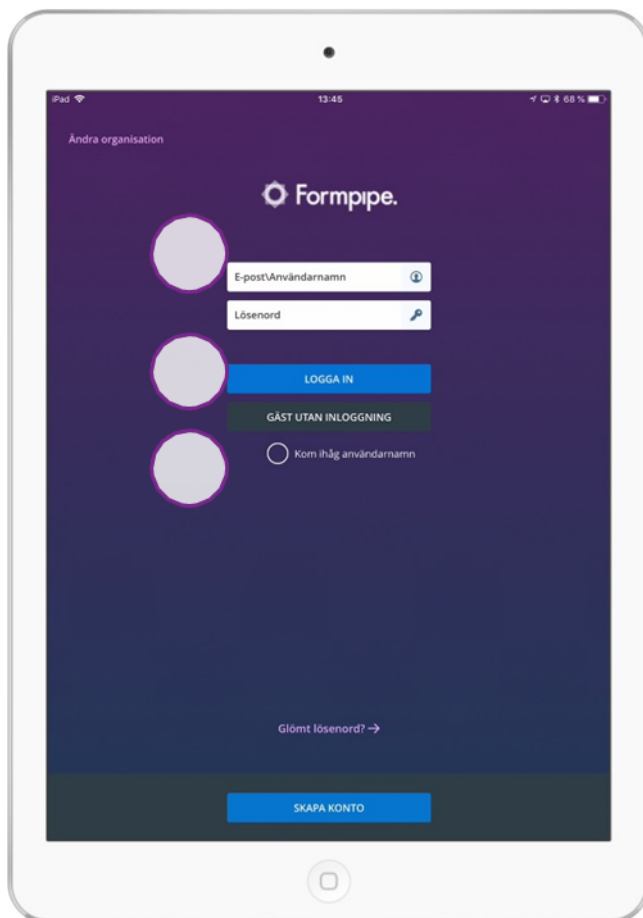 iPad 13:45 68 %
Ändra organisation
Formpipe.
E-post\Användarnamn
Lösenord
LOGGA IN
GÄST UTAN INLOGGNING
Kom ihåg användarnamn
Glömt lösenord? →
SKAPA KONTO